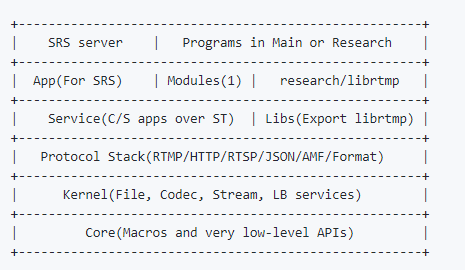 +------------------------------------------------------+
|    SRS server    |   Programs in Main or Research    |
+------------------------------------------------------+
|  App(For SRS)    | Modules(1) |   research/librtmp   |
+------------------------------------------------------+
|    Service(C/S apps over ST)  | Libs(Export librtmp) |
+------------------------------------------------------+
|   Protocol Stack(RTMP/HTTP/RTSP/JSON/AMF/Format)     |
+------------------------------------------------------+
|      Kernel(File, Codec, Stream, LB services)        |
+------------------------------------------------------+
|         Core(Macros and very low-level APIs)         |
+------------------------------------------------------+